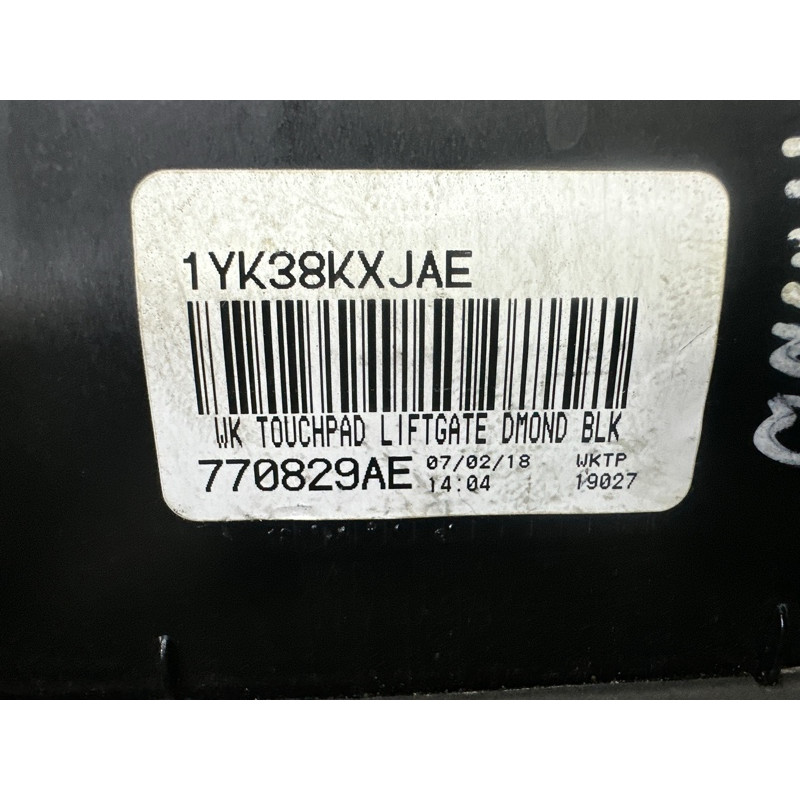 1YK38KXJAE
WK TOUCHPAD LIFTGATE DMOND BLK
770829AE 07/02/18 WKTP
14:04 19027